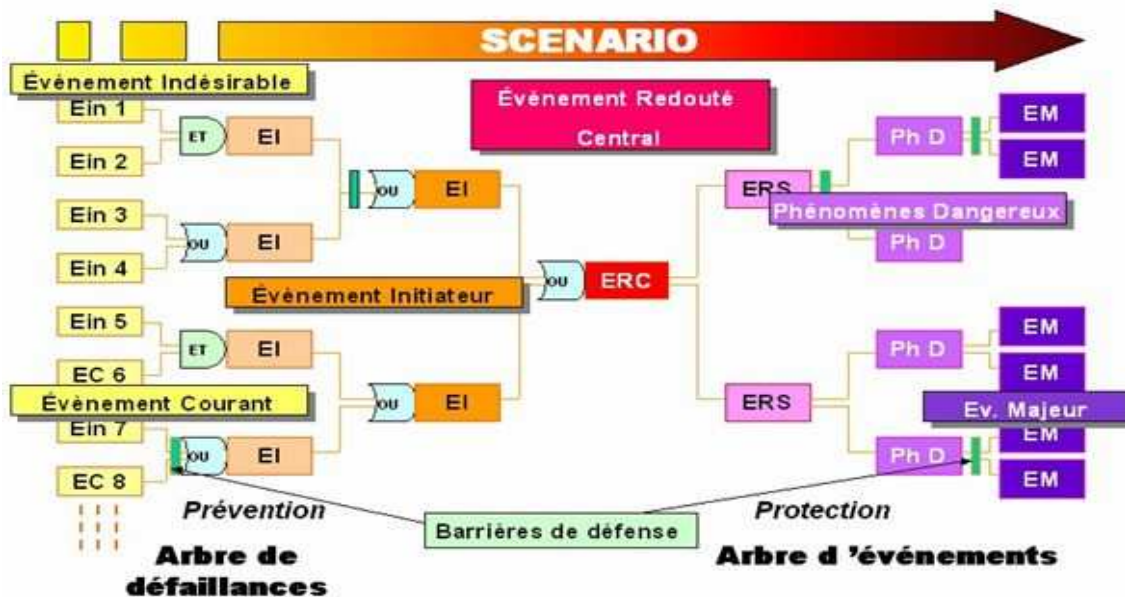 SCENARIO
Évènement Indésirable
Ein 1
ET
EI
Ein 2
Ein 3
OU
EI
Ein 4
OU
EI
Évènement Initiateur
Ein 5
ET
EI
EC 6
Évènement Courant
Ein 7
OU
EI
EC 8
OU
EI
Évènement Redouté
Central
OU
ERC
ERS
Phénomènes Dangereux
Ph D
EM
EM
Ph D
ERS
Ph D
EM
EM
Ev. Majeur
Ph D
EM
EM
Prévention
Barrières de défense
Protection
Arbre de
défaillances
Arbre d ’événements